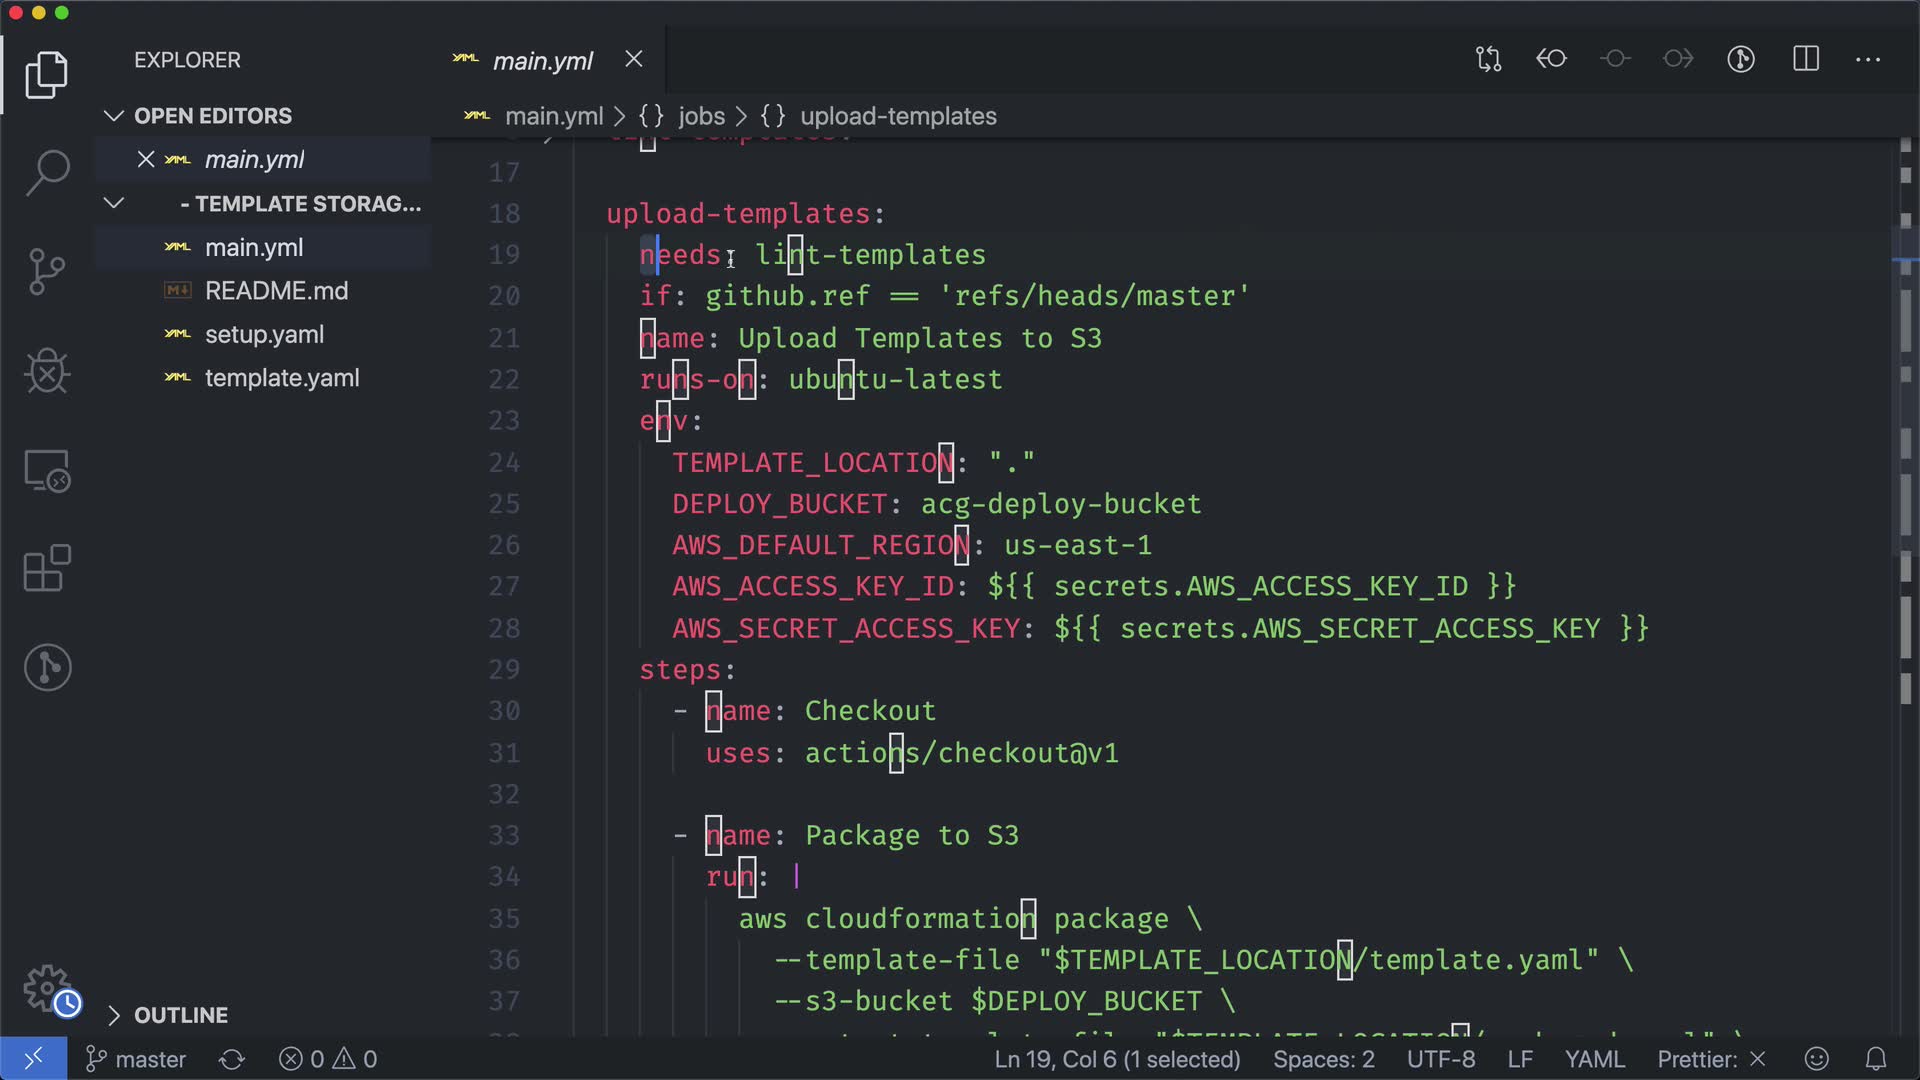 EXPLORER
OPEN EDITORS
main.yml
- TEMPLATE STORAG...
main.yml
README.md
setup.yaml
template.yaml
OUTLINE
main.yml
main.yml > {} jobs > {} upload-templates
17
18 upload-templates:
19 needs: lint-templates
20 if: github.ref == 'refs/heads/master'
21 name: Upload Templates to S3
22 runs-on: ubuntu-latest
23 env:
24 TEMPLATE_LOCATION: "."
25 DEPLOY_BUCKET: acg-deploy-bucket
26 AWS_DEFAULT_REGION: us-east-1
27 AWS_ACCESS_KEY_ID: ${{ secrets.AWS_ACCESS_KEY_ID }}
28 AWS_SECRET_ACCESS_KEY: ${{ secrets.AWS_SECRET_ACCESS_KEY }}
29 steps:
30 - name: Checkout
31 uses: actions/checkout@v1
32
33 - name: Package to S3
34 run: |
35 aws cloudformation package \
36 --template-file "$TEMPLATE_LOCATION/template.yaml" \
37 --s3-bucket $DEPLOY_BUCKET \
master 0 0 Ln 19, Col 6 (1 selected) Spaces: 2 UTF-8 LF YAML Prettier: ×